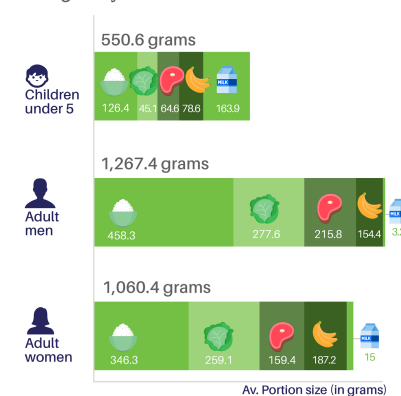 550.6 grams
Children
under 5
MILK
126.4 45.1 64.6 78.6 163.9
1,267.4 grams
Adult
men
MILK
458.3 277.6 215.8 154.4
1,060.4 grams
Adult
women
MILK
346.3 259.1 159.4 187.2 15
Av. Portion size (in grams)